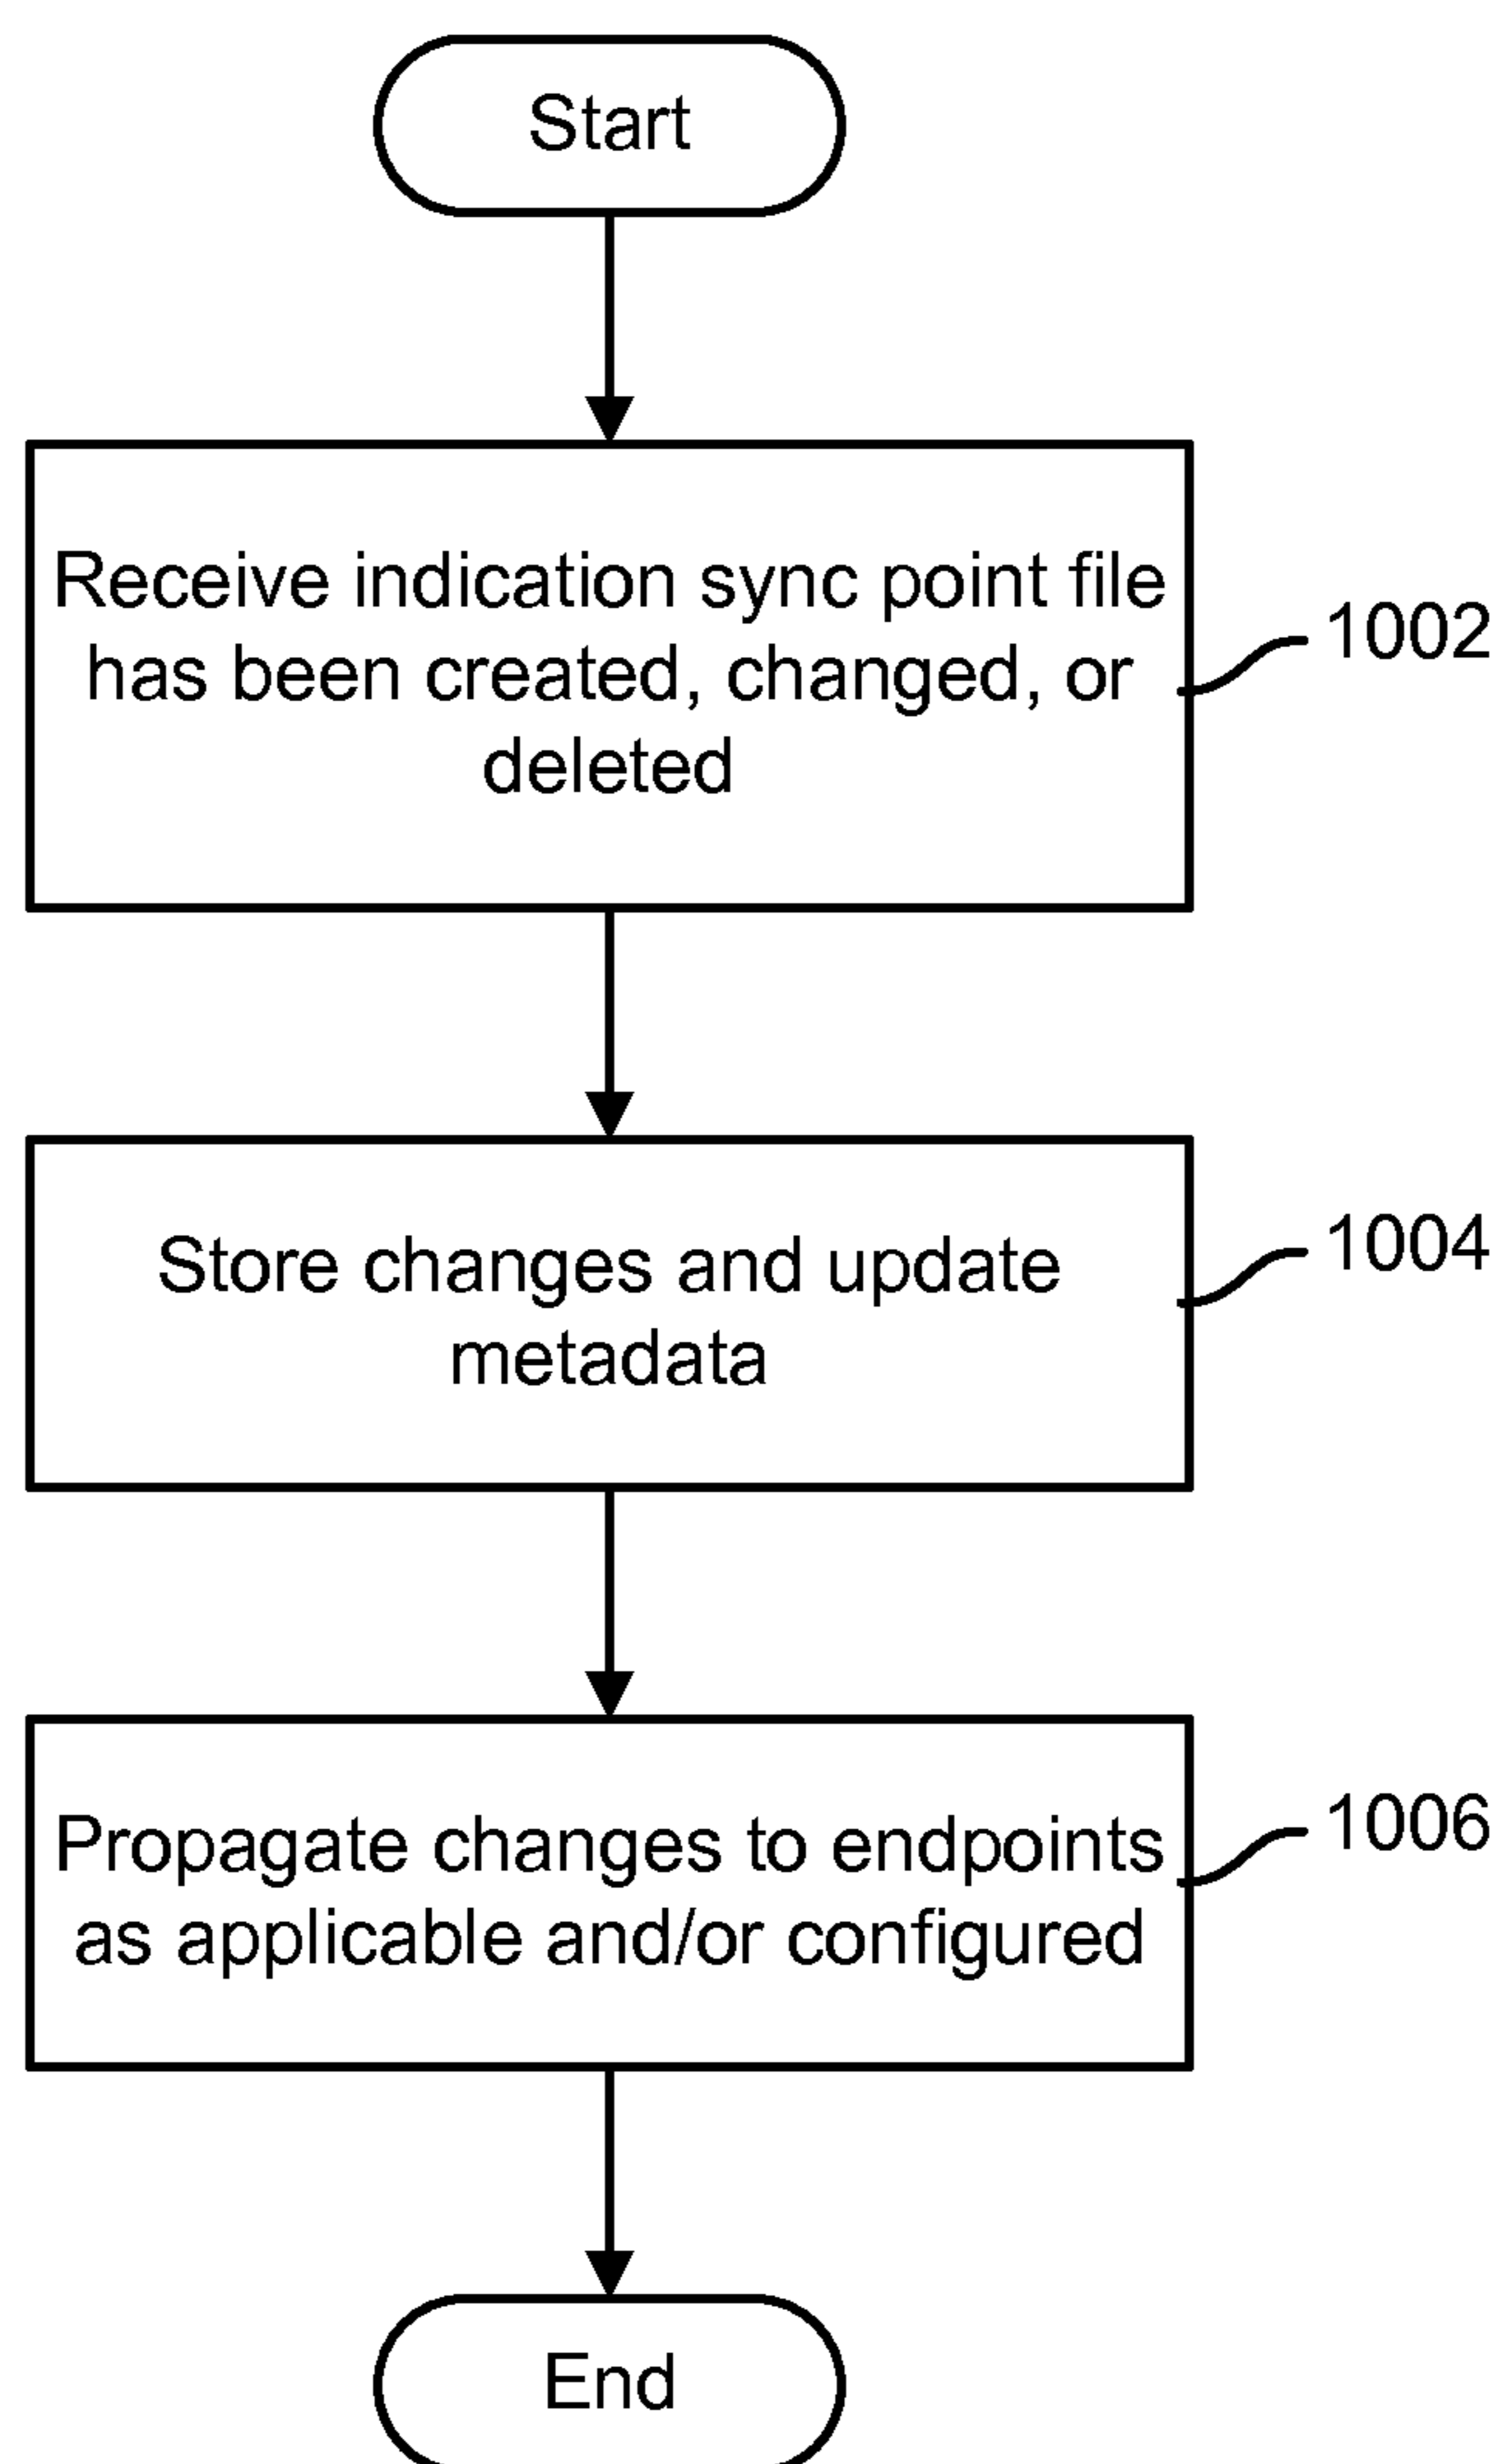 Start
Receive indication sync point file
has been created, changed, or
deleted
1002
Store changes and update
metadata
1004
Propagate changes to endpoints
as applicable and/or configured
1006
End